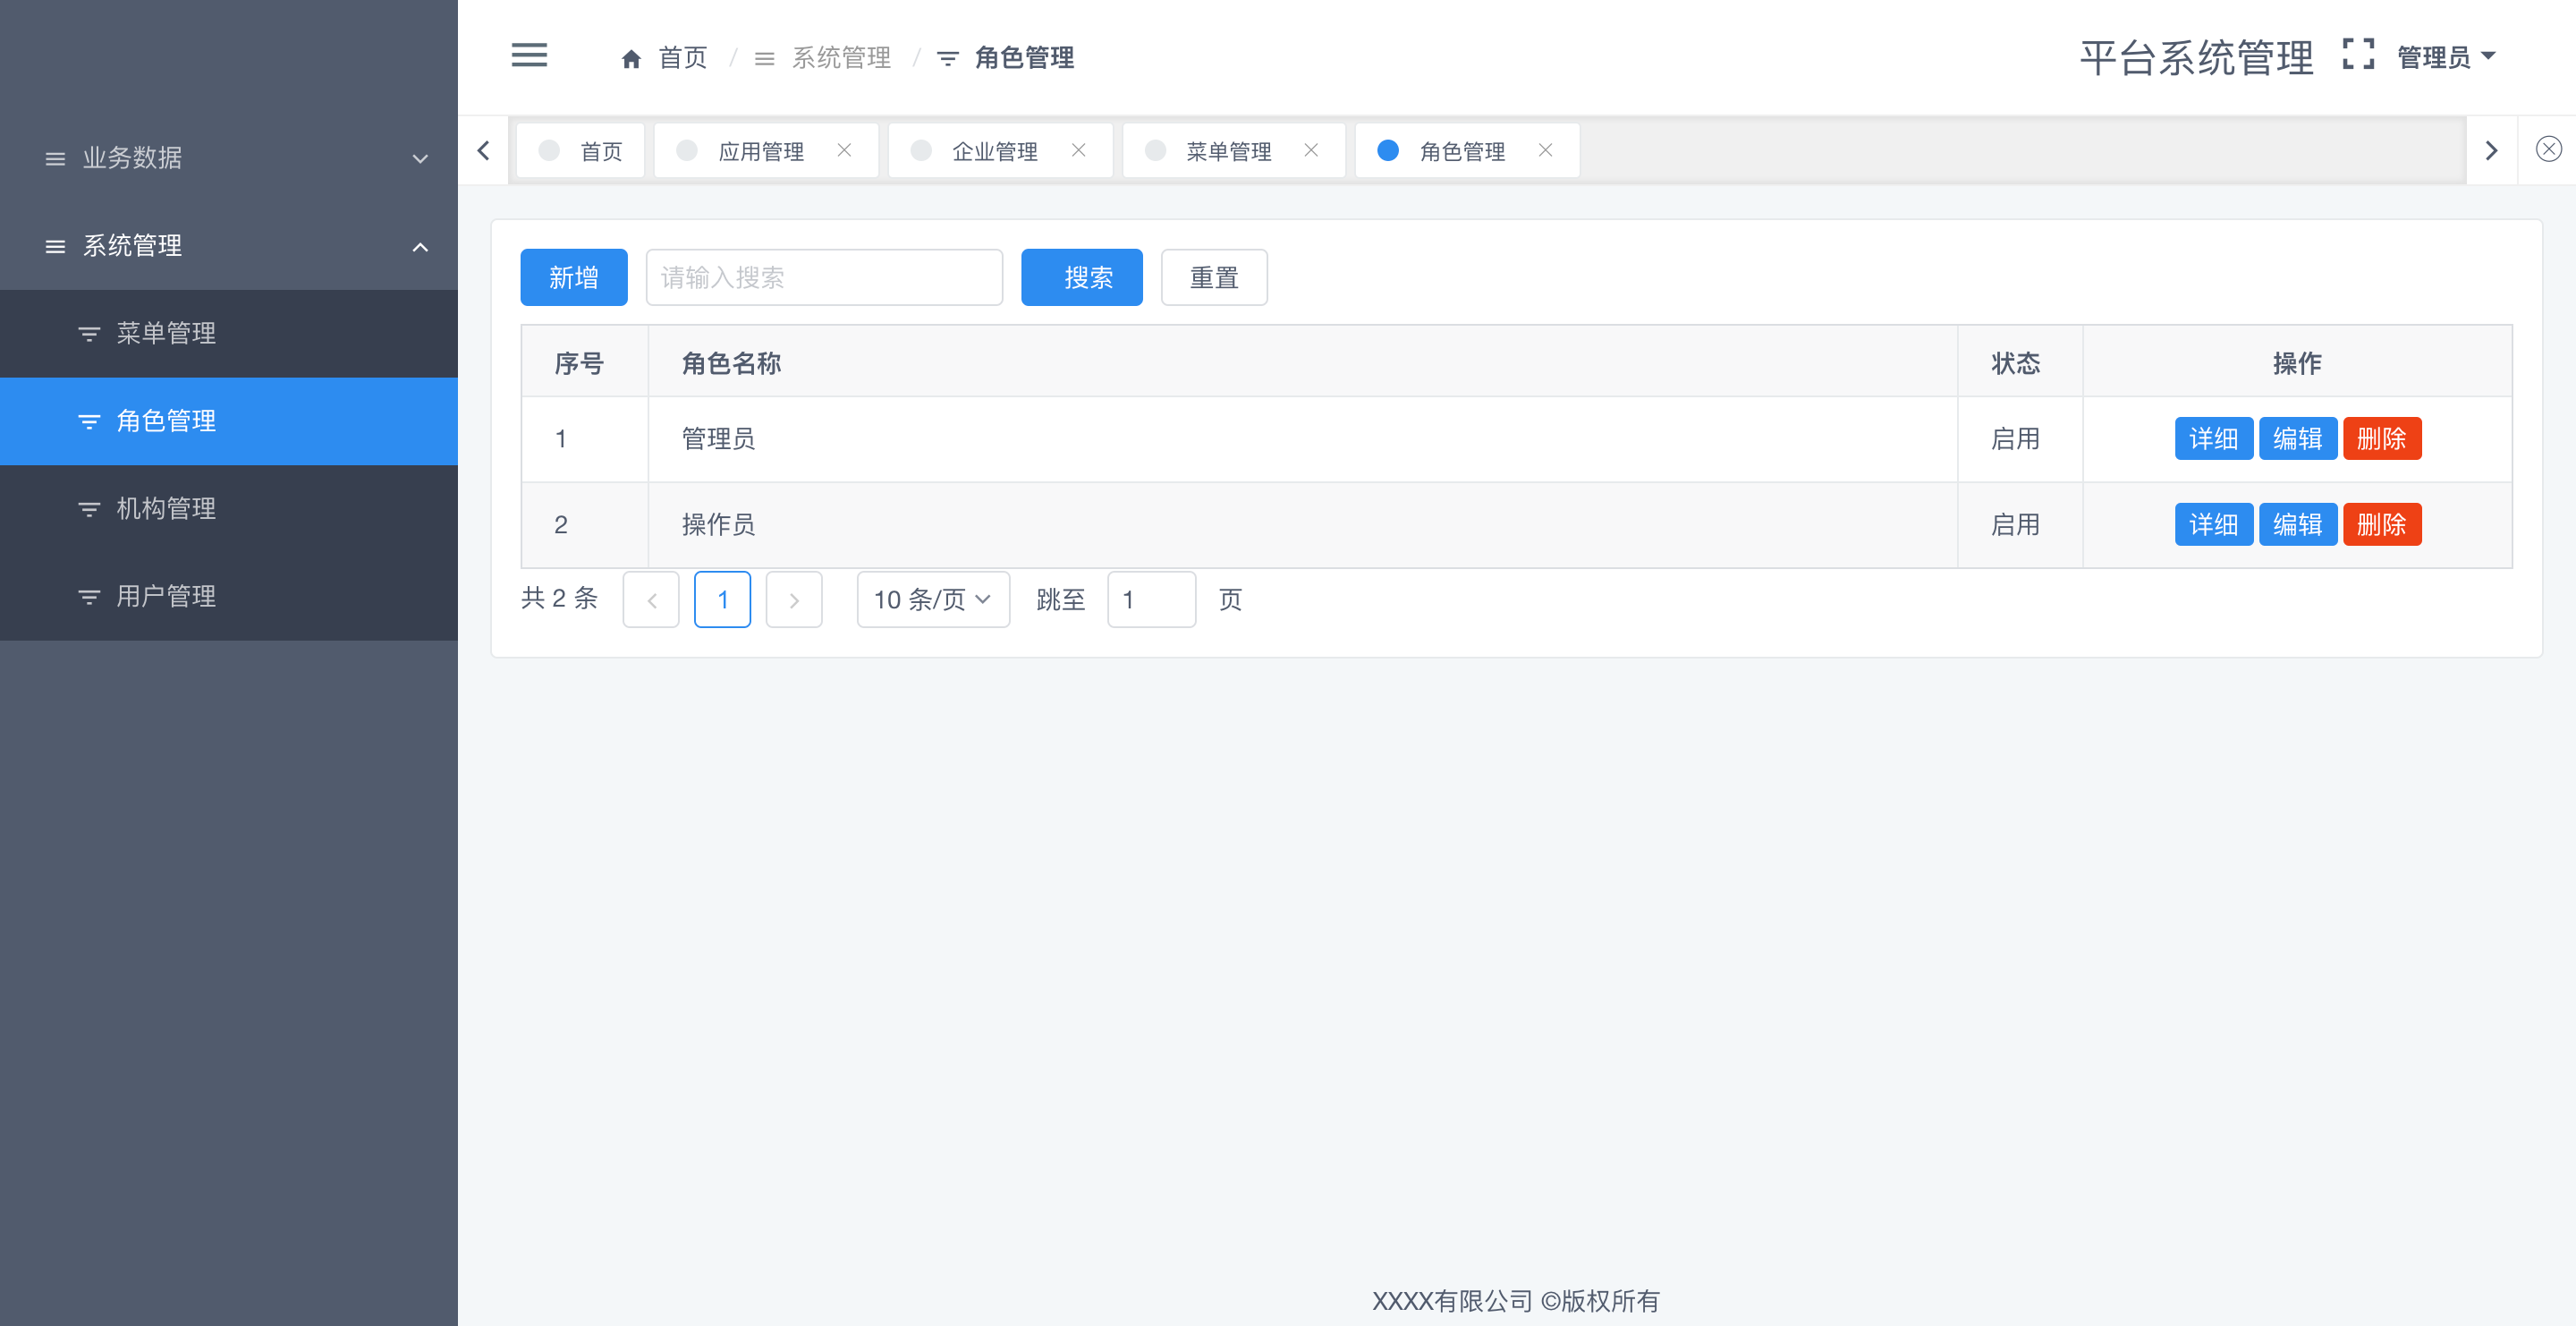 首页 / 系统管理 / 角色管理
平台系统管理 管理员
业务数据
系统管理
菜单管理
角色管理
机构管理
用户管理
首页 应用管理 企业管理 菜单管理 角色管理
新增 请输入搜索 搜索 重置
序号 角色名称 状态 操作
1 管理员 启用 详细 编辑 删除
2 操作员 启用 详细 编辑 删除
共 2 条 1 10 条/页 跳至 1 页
XXXX有限公司 ©版权所有